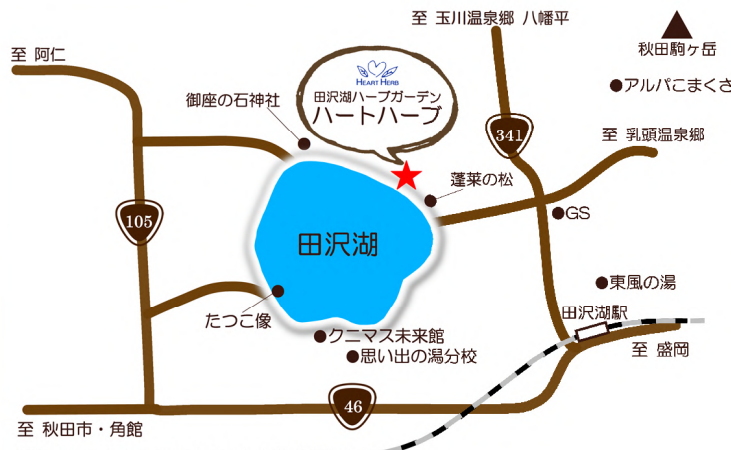 至 玉川温泉郷 八幡平
秋田駒ヶ岳
至 阿仁
アルパこまくさ
HEART HERB
田沢湖ハーブガーデン
ハートハーブ
御座の石神社
341
至 乳頭温泉郷
蓬莱の松
GS
105
田沢湖
東風の湯
たつこ像
田沢湖駅
クニマス未来館
思い出の湯分校
至 盛岡
46
至 秋田市・角館